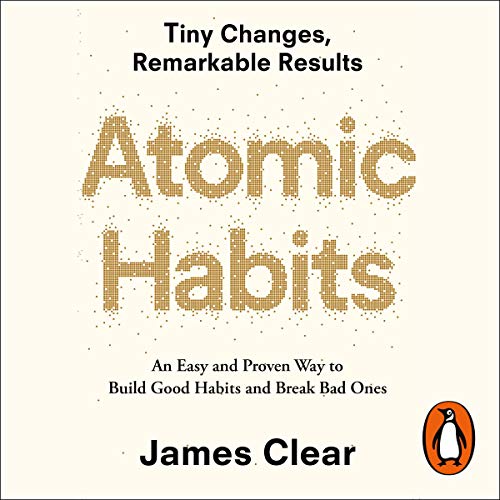 Tiny Changes,
Remarkable Results
Atomic
Habits
An Easy and Proven Way to
Build Good Habits and Break Bad Ones
James Clear